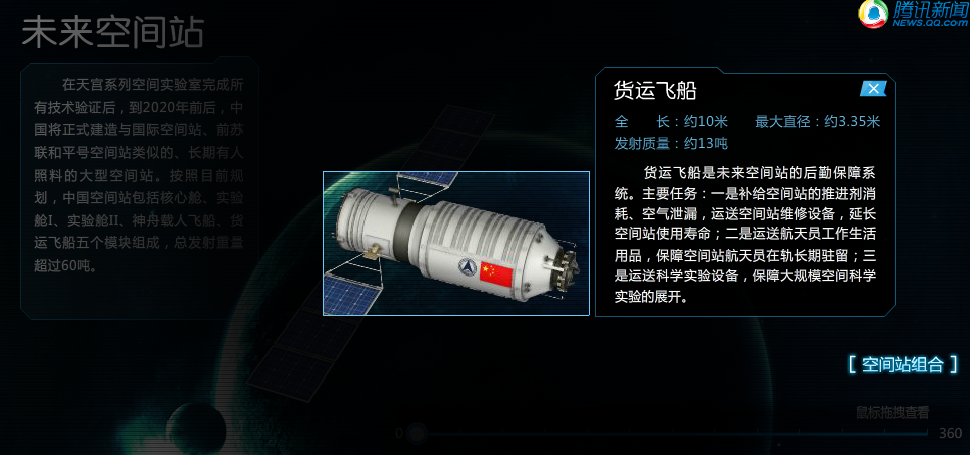 腾讯新闻
NEWS.QQ.COM
未来空间站
在天宫系列空间实验室完成所
有技术验证后，到2020年前后，中
国将正式建造与国际空间站、前苏
联和平号空间站类似的、长期有人
照料的大型空间站。按照目前规
划，中国空间站包括核心舱、实验
舱I、实验舱II、神舟载人飞船、货
运飞船五个模块组成，总发射重量
超过60吨。
货运飞船
全　　长：约10米　　最大直径：约3.35米
发射质量：约13吨
货运飞船是未来空间站的后勤保障系
统。主要任务：一是补给空间站的推进剂消
耗、空气泄漏，运送空间站维修设备，延长
空间站使用寿命；二是运送航天员工作生活
用品，保障空间站航天员在轨长期驻留；三
是运送科学实验设备，保障大规模空间科学
实验的展开。
[ 空间站组合 ]
鼠标拖拽查看
0 360